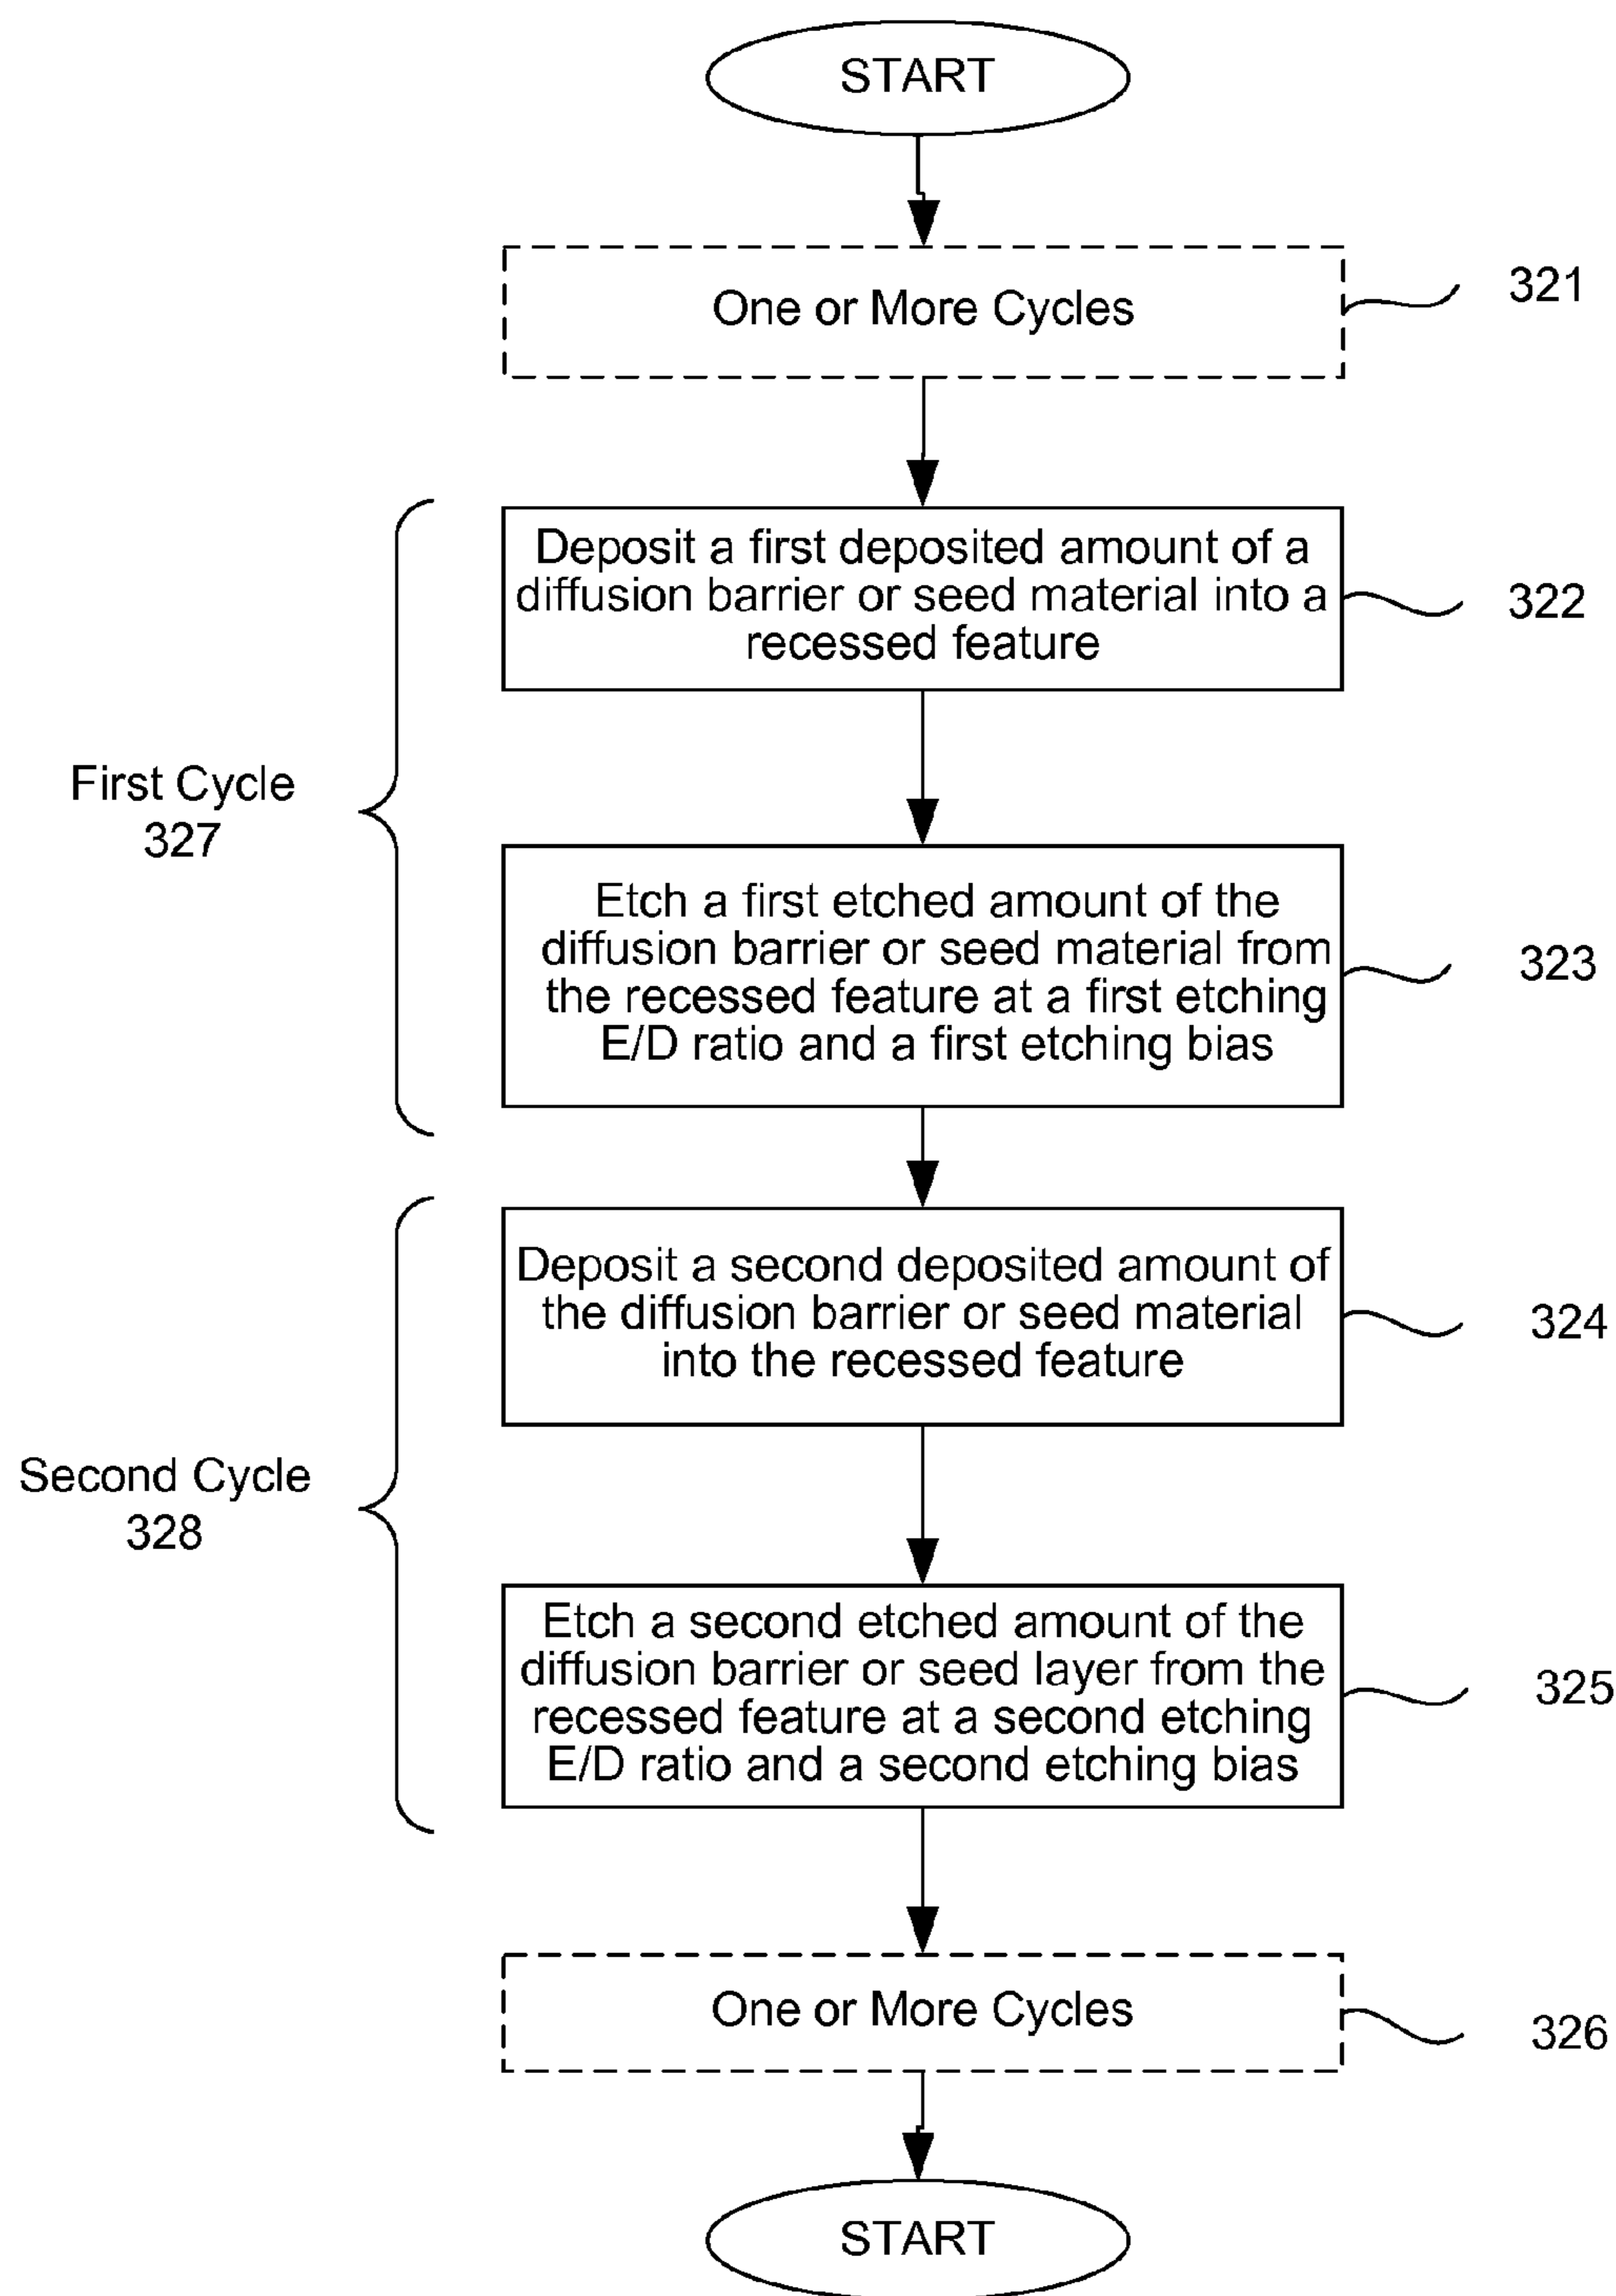 START
One or More Cycles
321
Deposit a first deposited amount of a
diffusion barrier or seed material into a
recessed feature
322
First Cycle
327
Etch a first etched amount of the
diffusion barrier or seed material from
the recessed feature at a first etching
E/D ratio and a first etching bias
323
Deposit a second deposited amount of
the diffusion barrier or seed material
into the recessed feature
324
Second Cycle
328
Etch a second etched amount of the
diffusion barrier or seed layer from the
recessed feature at a second etching
E/D ratio and a second etching bias
325
One or More Cycles
326
START